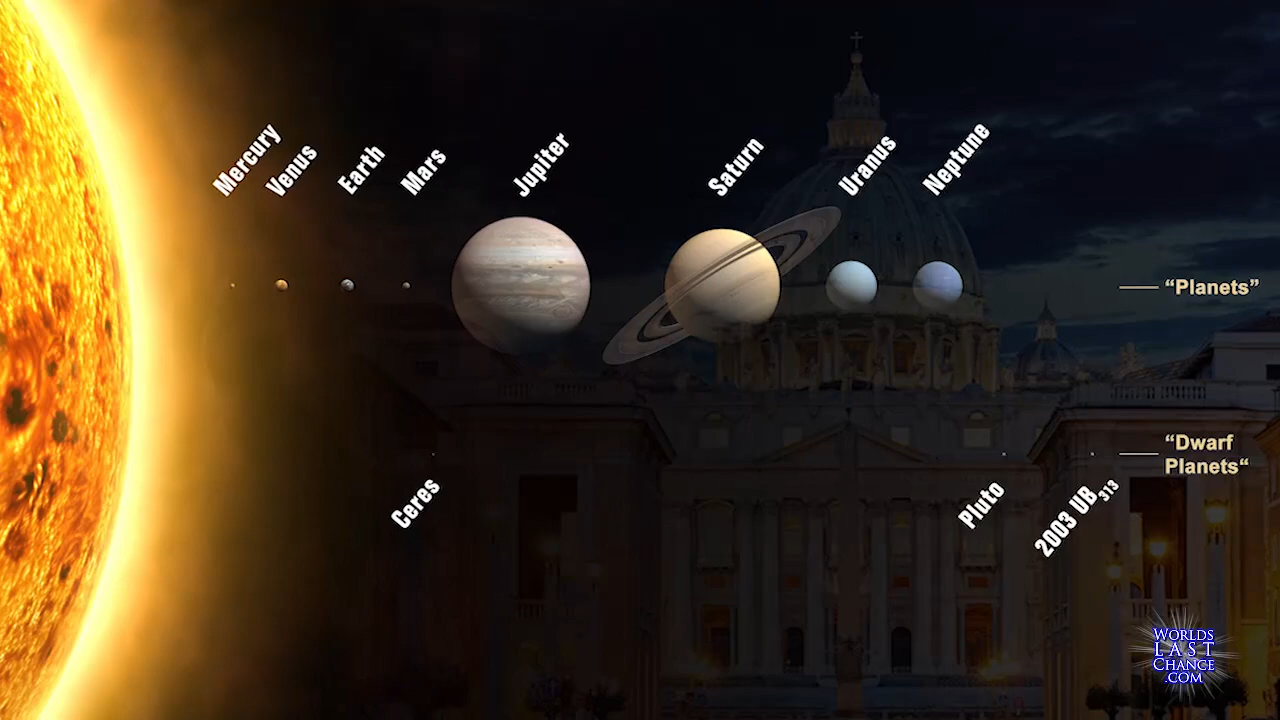 Mercury
Venus
Earth
Mars
Jupiter
Saturn
Uranus
Neptune
“Planets”
“Dwarf
Planets“
Ceres
Pluto
2003 UB313
WORLDS
LAST
CHANCE
.COM